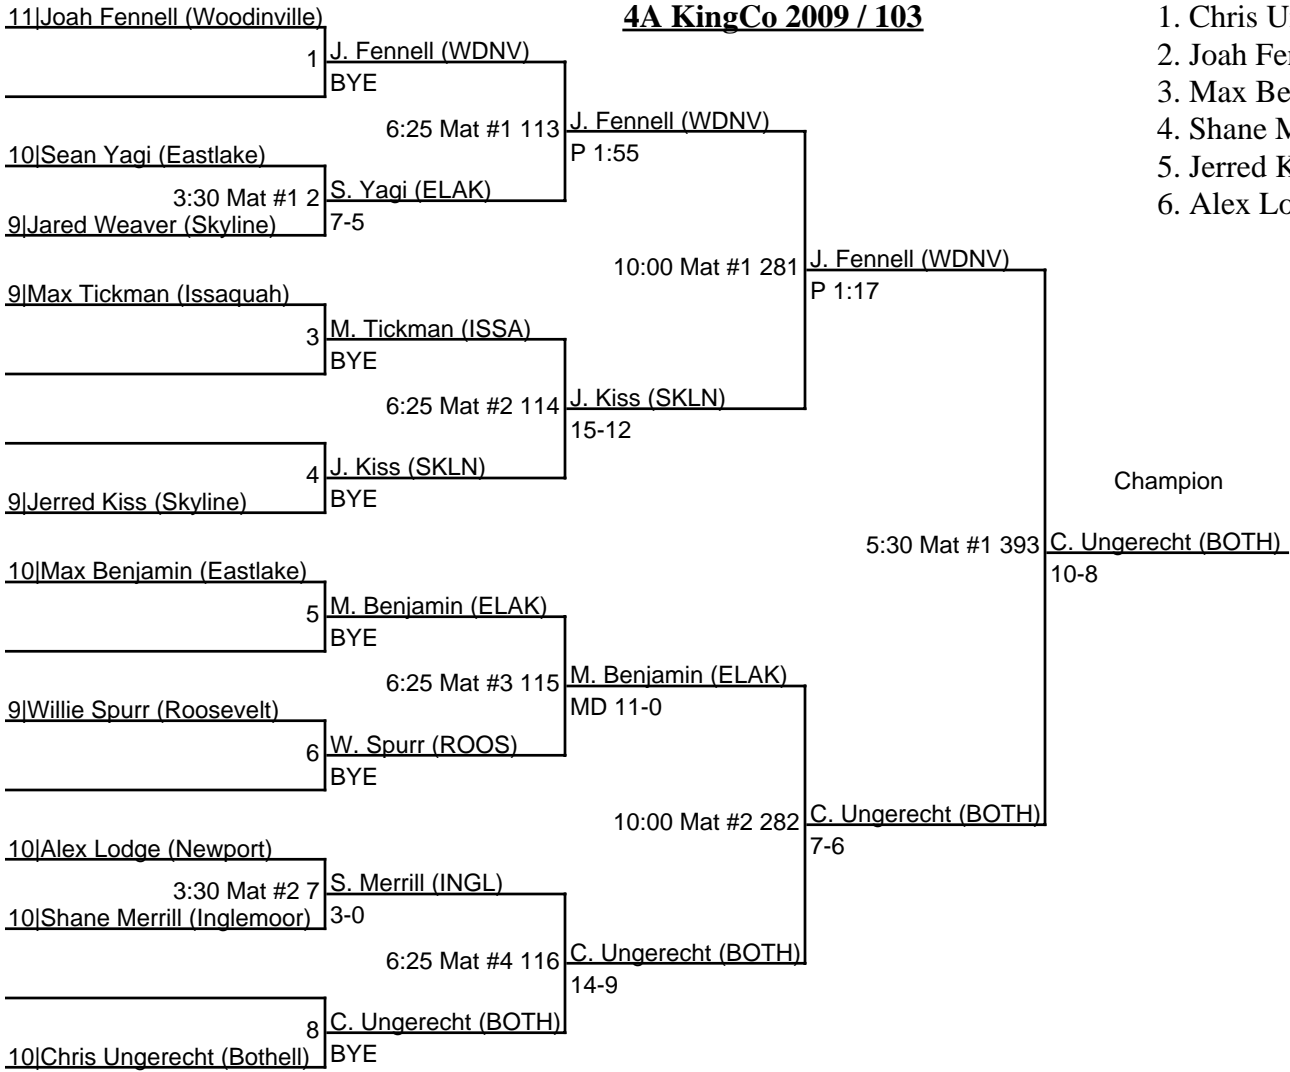 11|Joah Fennell (Woodinville)
4A KingCo 2009 / 103
1. Chris
2. Joah
3. Max
4. Shane
5. Jerred
6. Alex
1 J. Fennell (WDNV)
BYE
6:25 Mat #1 113 J. Fennell (WDNV)
P 1:55
10|Sean Yagi (Eastlake)
3:30 Mat #1 2 S. Yagi (ELAK)
7-5
9|Jared Weaver (Skyline)
10:00 Mat #1 281 J. Fennell (WDNV)
P 1:17
9|Max Tickman (Issaquah)
3 M. Tickman (ISSA)
BYE
6:25 Mat #2 114 J. Kiss (SKLN)
15-12
4 J. Kiss (SKLN)
BYE
9|Jerred Kiss (Skyline)
Champion
5:30 Mat #1 393 C. Ungerecht (BOTH)
10-8
10|Max Benjamin (Eastlake)
5 M. Benjamin (ELAK)
BYE
6:25 Mat #3 115 M. Benjamin (ELAK)
MD 11-0
9|Willie Spurr (Roosevelt)
6 W. Spurr (ROOS)
BYE
10:00 Mat #2 282 C. Ungerecht (BOTH)
7-6
10|Alex Lodge (Newport)
3:30 Mat #2 7 S. Merrill (INGL)
3-0
10|Shane Merrill (Inglemoor)
6:25 Mat #4 116 C. Ungerecht (BOTH)
14-9
8 C. Ungerecht (BOTH)
BYE
10|Chris Ungerecht (Bothell)